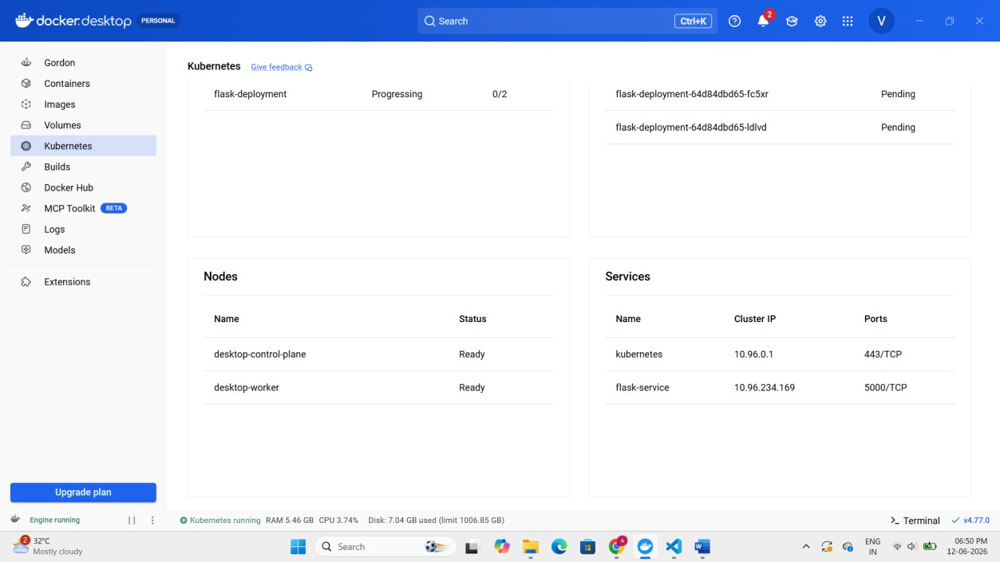 docker.desktop PERSONAL
Search Ctrl+K
2
V
Gordon
Containers
Images
Volumes
Kubernetes
Builds
Docker Hub
MCP Toolkit BETA
Logs
Models
Extensions
Upgrade plan
Kubernetes Give feedback
flask-deployment Progressing 0/2
flask-deployment-64d84dbd65-fc5xr Pending
flask-deployment-64d84dbd65-ldlvd Pending
Nodes
Name Status
desktop-control-plane Ready
desktop-worker Ready
Services
Name Cluster IP Ports
kubernetes 10.96.0.1 443/TCP
flask-service 10.96.234.169 5000/TCP
Engine running
Kubernetes running RAM 5.46 GB CPU 3.74% Disk: 7.04 GB used (limit 1006.85 GB)
Terminal v4.77.0
2
32°C
Mostly cloudy
Search
A
W
ENG
IN
06:50 PM
12-06-2026